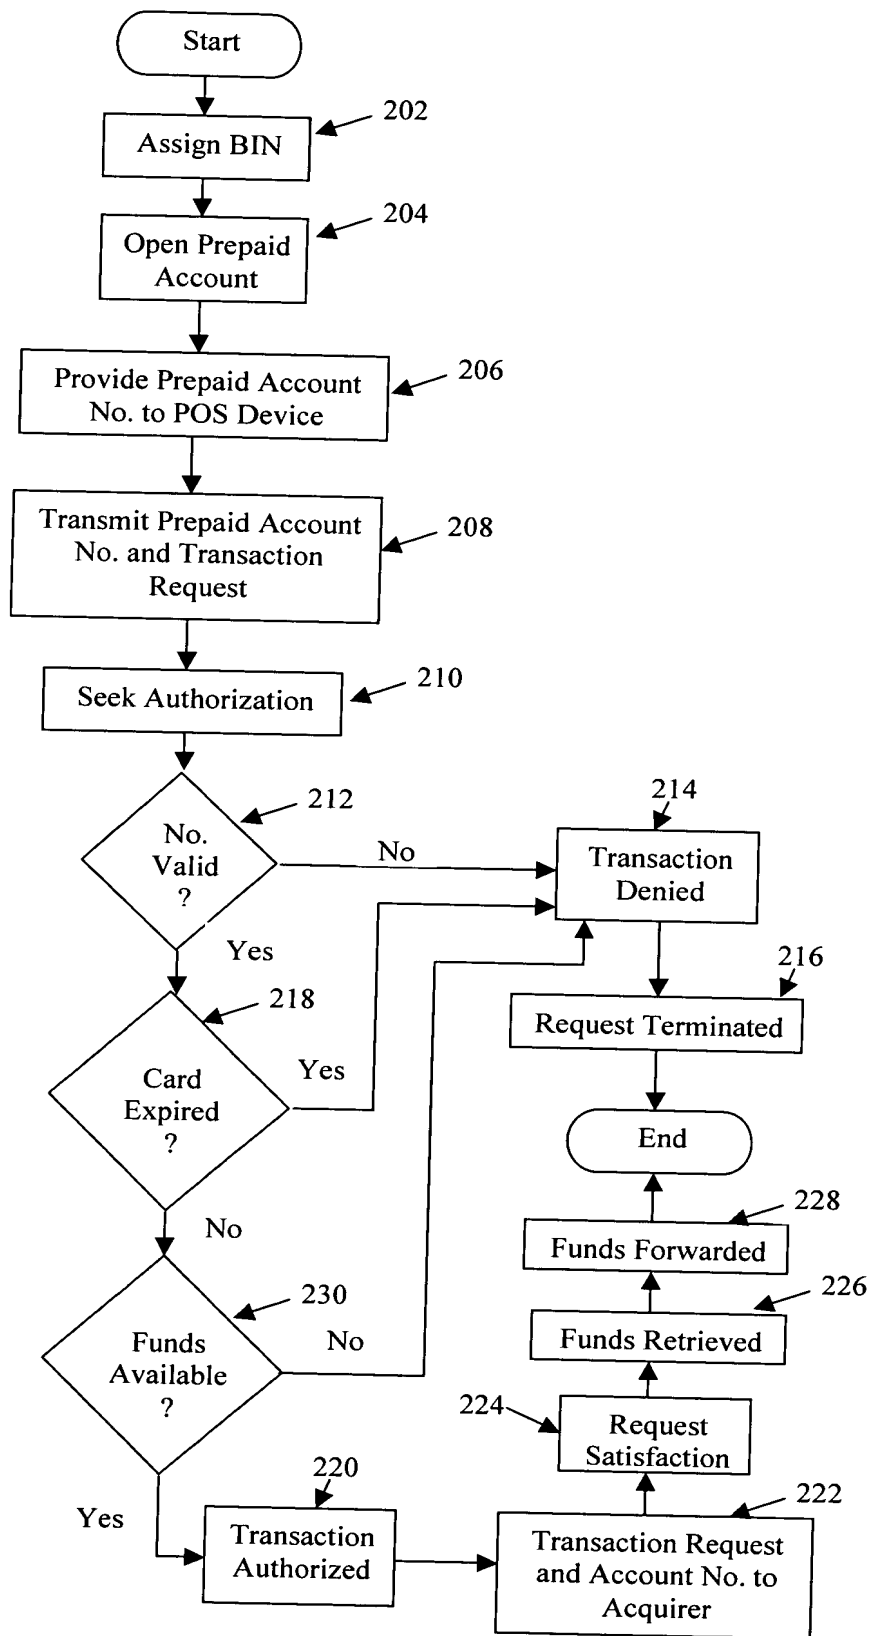 Start
202
Assign BIN
204
Open Prepaid
Account
206
Provide Prepaid Account
No. to POS Device
208
Transmit Prepaid Account
No. and Transaction
Request
210
Seek Authorization
212
No.
Valid
?
No
Yes
214
Transaction
Denied
216
Request Terminated
End
218
Card
Expired
?
Yes
No
230
Funds
Available
?
No
Yes
220
Transaction
Authorized
222
Transaction Request
and Account No. to
Acquirer
224
Request
Satisfaction
226
Funds Retrieved
228
Funds Forwarded